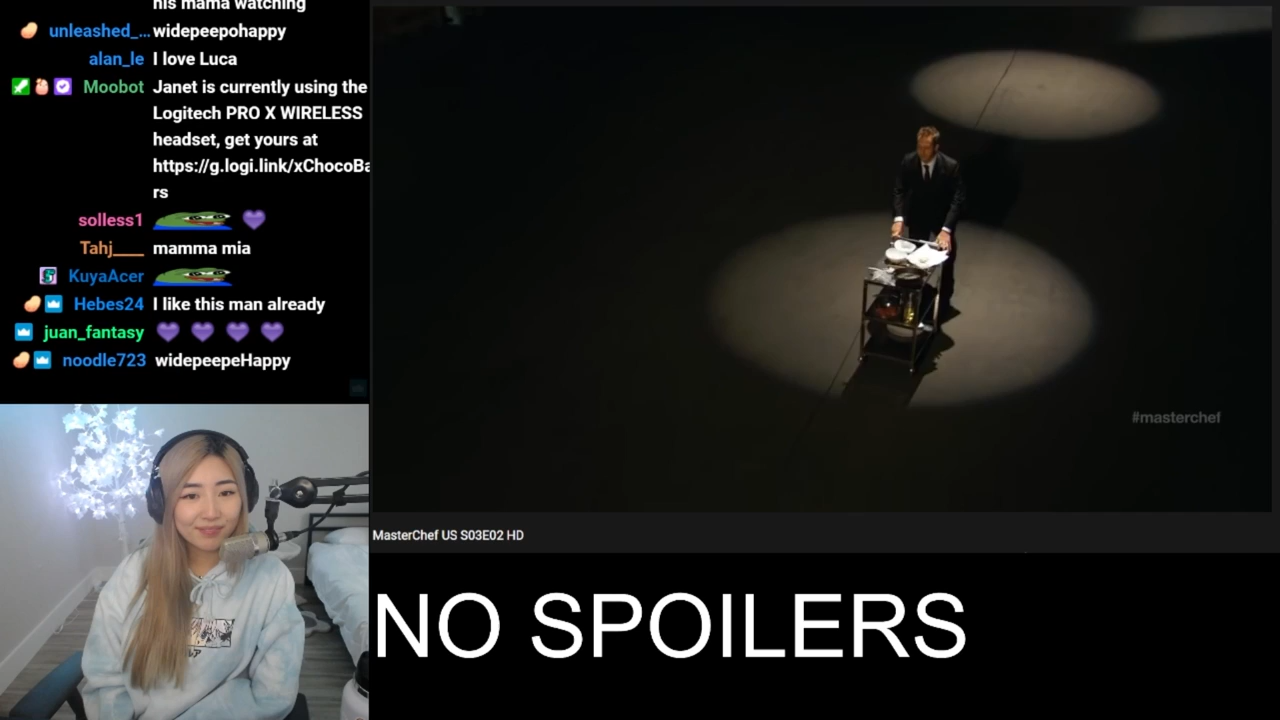 his mama watching
unleashed_... widepeepohappy
alan_le I love Luca
Moobot Janet is currently using the
Logitech PRO X WIRELESS
headset, get yours at
https://g.logi.link/xChocoBa
rs
solless1
Tahj____ mamma mia
KuyaAcer
Hebes24 I like this man already
juan_fantasy
noodle723 widepeepeHappy
#masterchef
MasterChef US S03E02 HD
NO SPOILERS